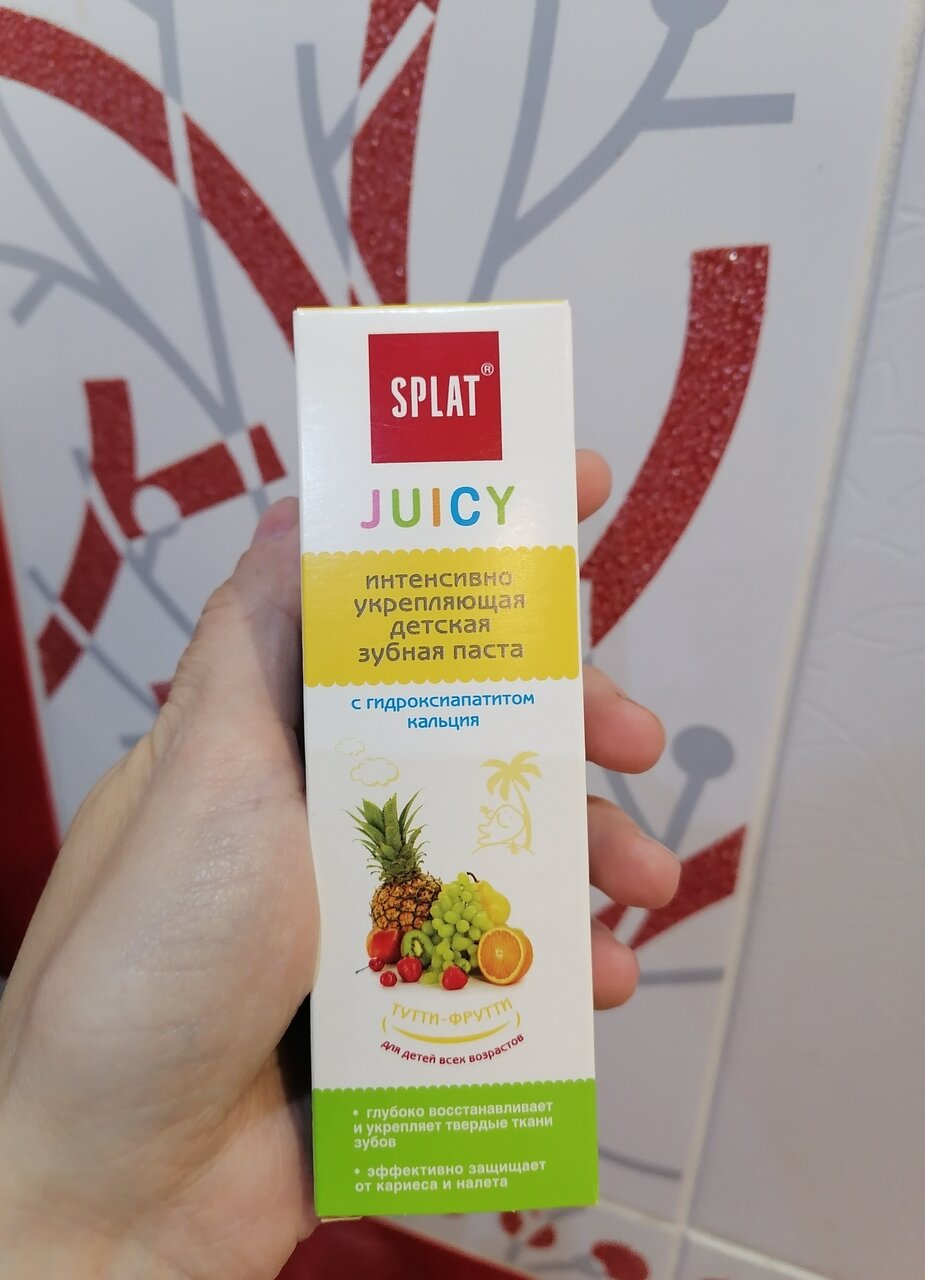 SPLAT®
JUICY
интенсивно
укрепляющая
детская
зубная паста
с гидроксиапатитом
кальция
ТУТТИ-ФРУТТИ
для детей всех возрастов
• глубоко восстанавливает
и укрепляет твердые ткани
зубов
• эффективно защищает
от кариеса и налета